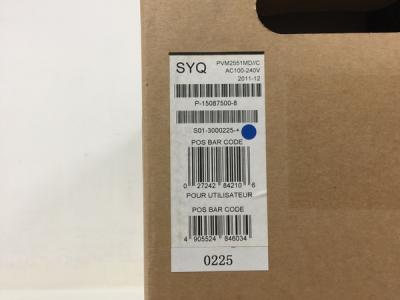 SYQ
PVM2551MD//C
AC100-240V
2011-12
P-15087500-8
S01-3000225-+
POS BAR CODE
0 27242 84210 6
POUR UTILISATEUR
POS BAR CODE
4 905524 846034
0225